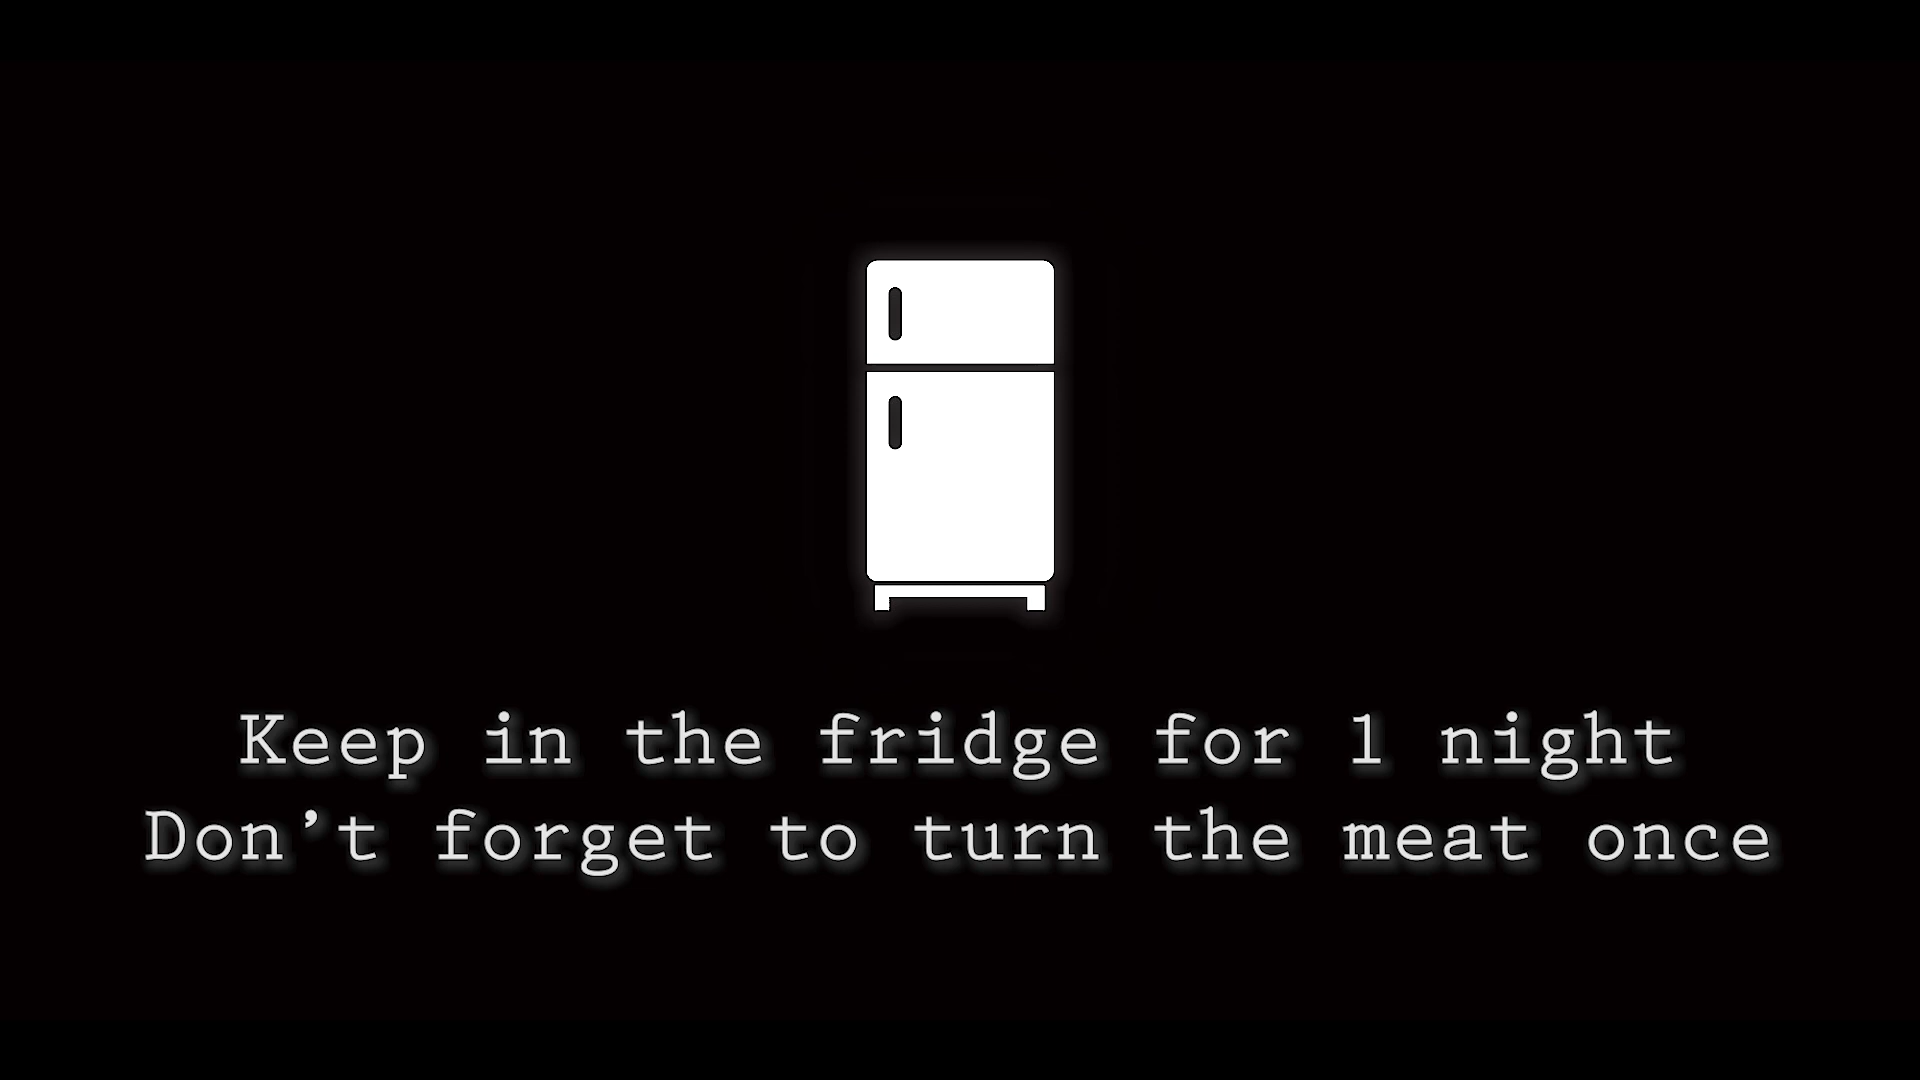 Keep in the fridge for 1 night
Don’t forget to turn the meat once